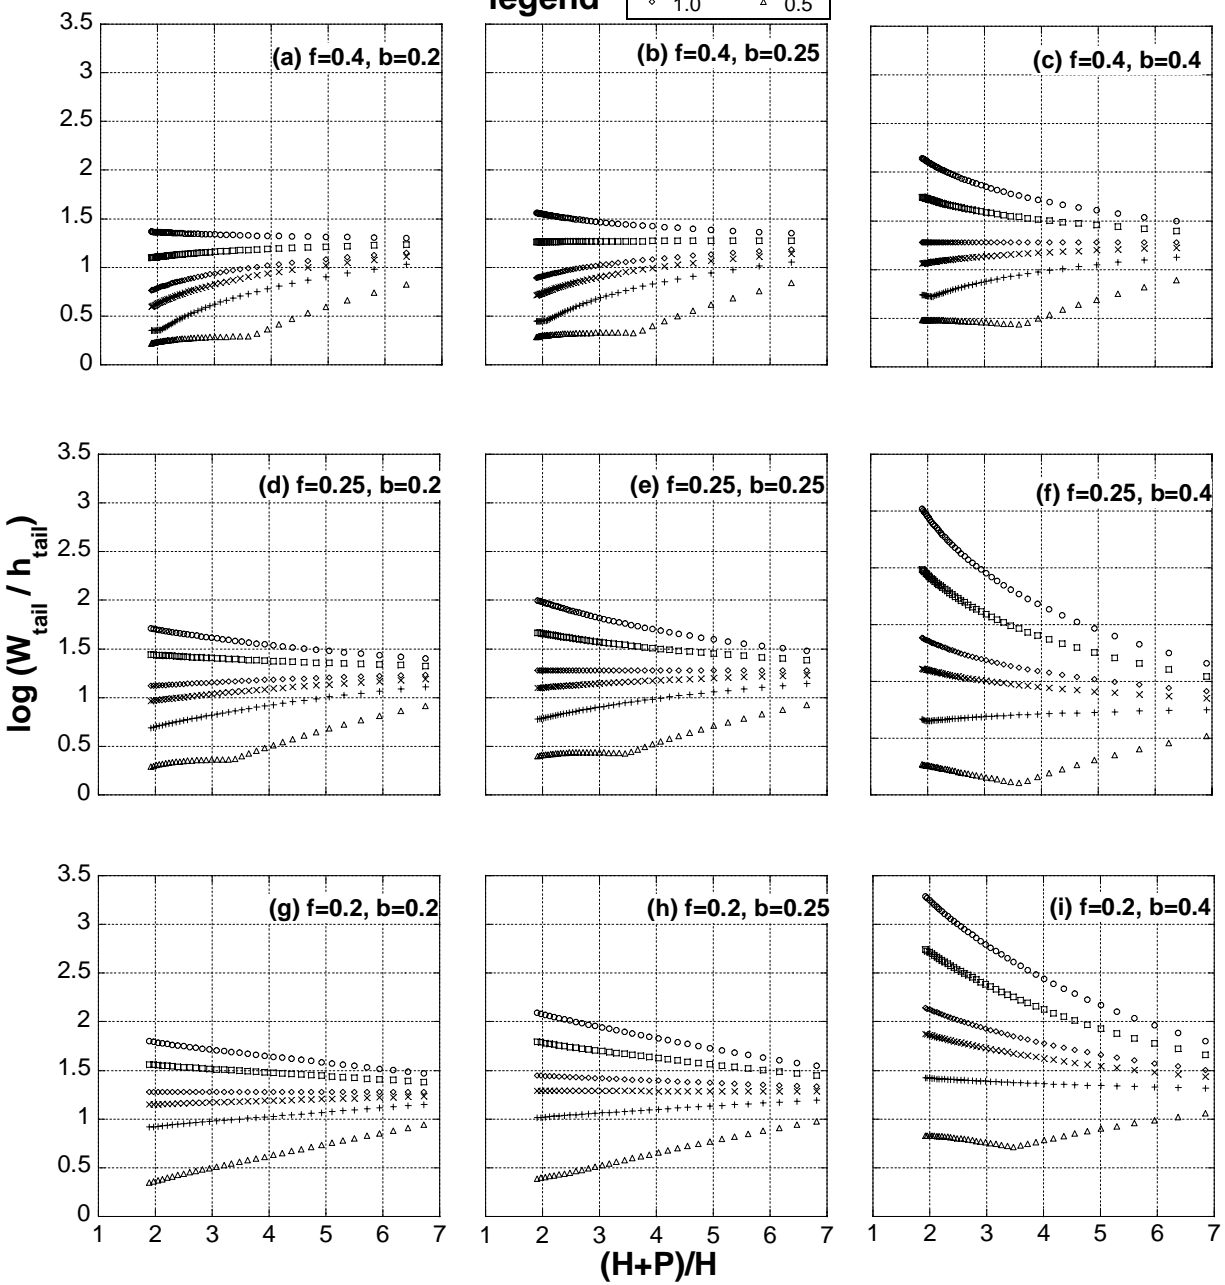 legend
1.0 0.5
3.5
3
2.5
2
1.5
1
0.5
0
(a) f=0.4, b=0.2
(b) f=0.4, b=0.25
(c) f=0.4, b=0.4
3.5
3
2.5
2
1.5
1
0.5
0
(d) f=0.25, b=0.2
(e) f=0.25, b=0.25
(f) f=0.25, b=0.4
log (Wtail / htail)
3.5
3
2.5
2
1.5
1
0.5
0
(g) f=0.2, b=0.2
(h) f=0.2, b=0.25
(i) f=0.2, b=0.4
1 2 3 4 5 6 7
1 2 3 4 5 6 7
1 2 3 4 5 6 7
(H+P)/H